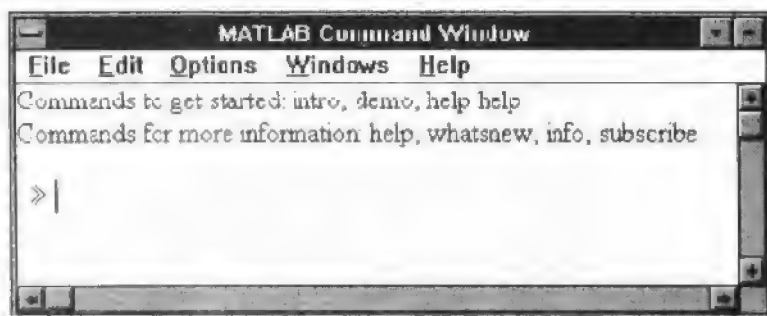 MATLAB Command Window
File Edit Options Windows Help
Commands to get started: intro, demo, help help
Commands for more information: help, whatsnew, info, subscribe
»